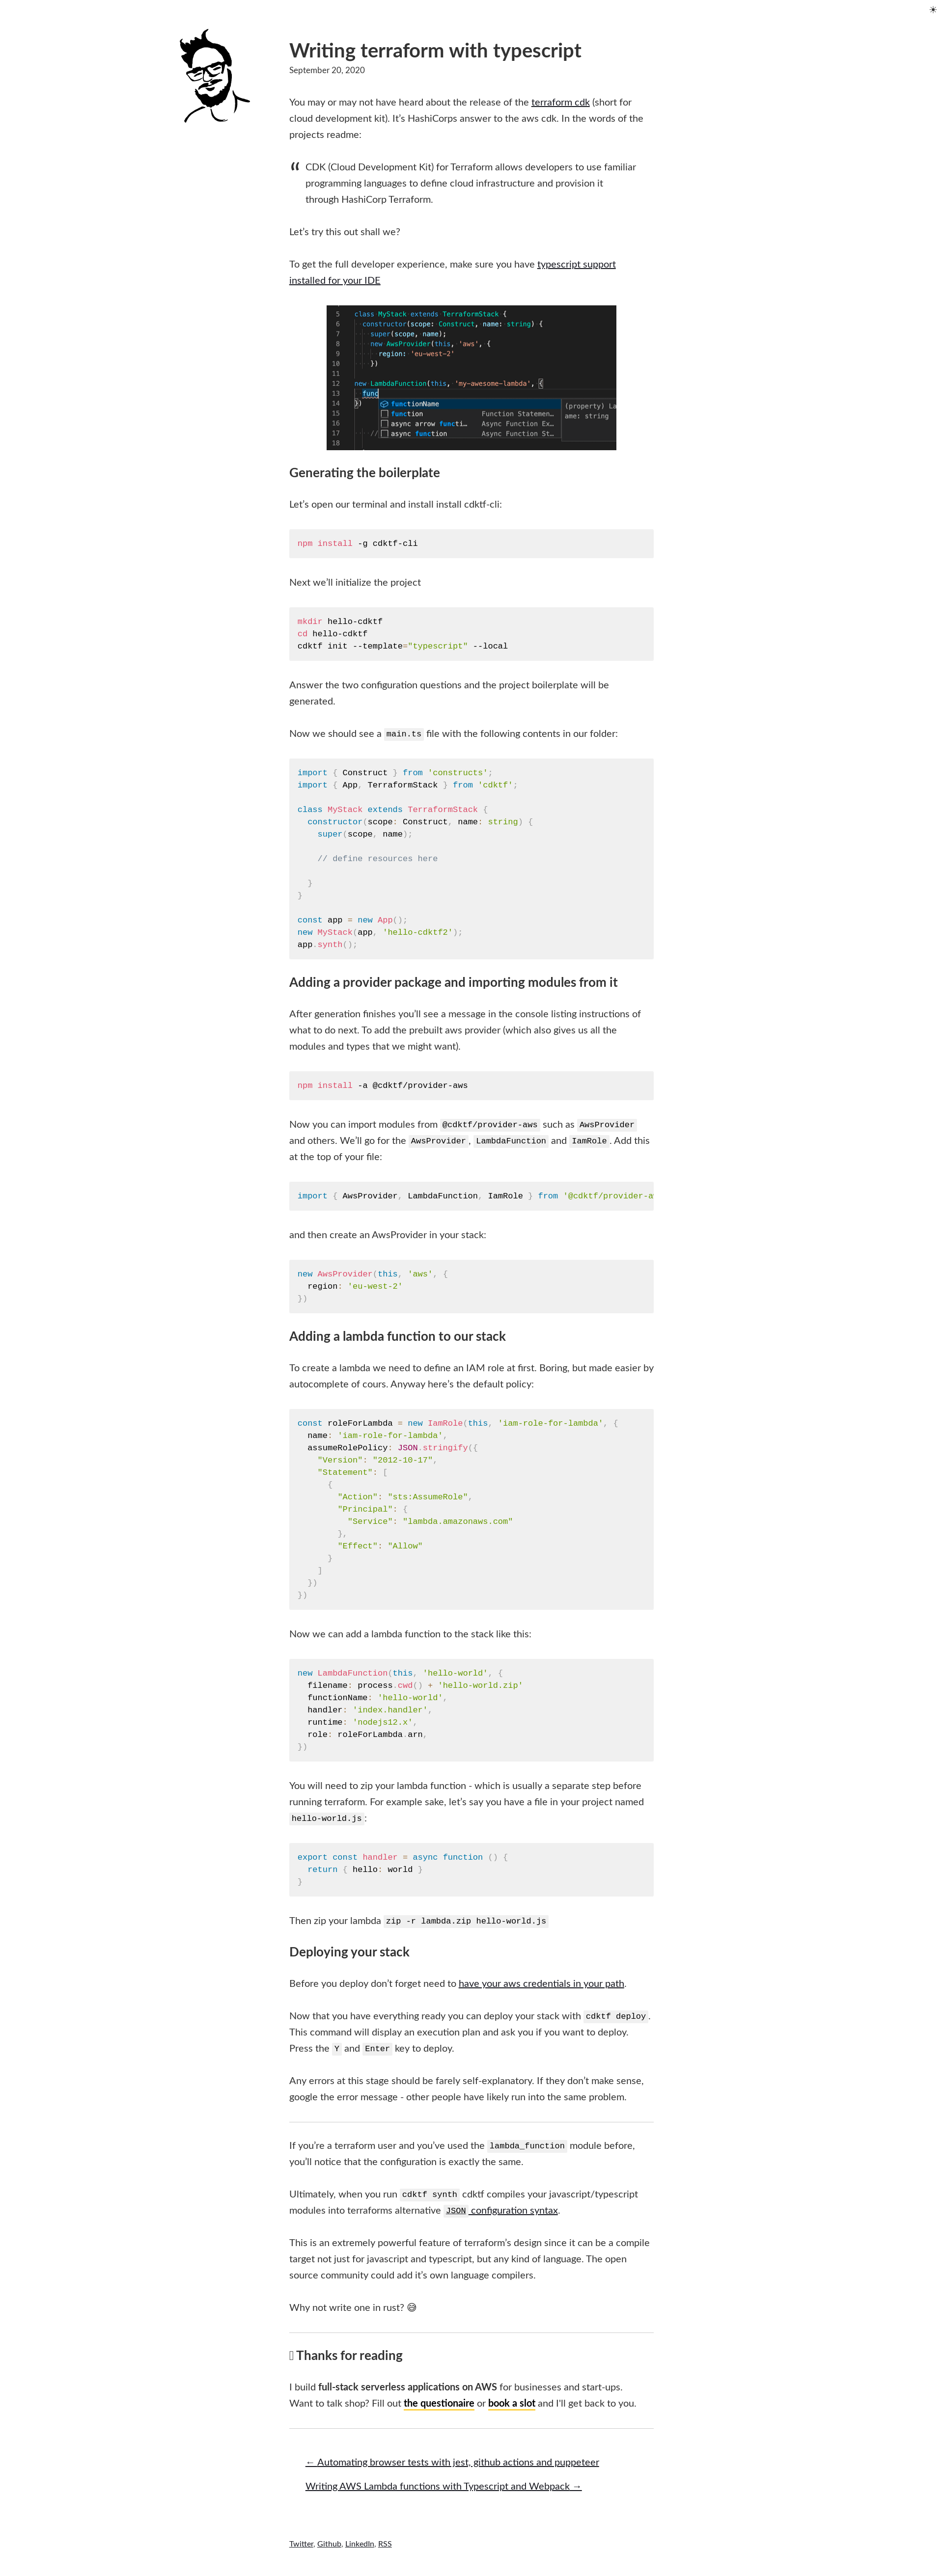 ☀
Writing terraform with typescript
September 20, 2020
You may or may not have heard about the release of the terraform cdk (short for
cloud development kit). It’s HashiCorps answer to the aws cdk. In the words of the
projects readme:
“ CDK (Cloud Development Kit) for Terraform allows developers to use familiar
programming languages to define cloud infrastructure and provision it
through HashiCorp Terraform.
Let’s try this out shall we?
To get the full developer experience, make sure you have typescript support
installed for your IDE
5 class MyStack extends TerraformStack {
6 constructor(scope: Construct, name: string) {
7 super(scope, name);
8 new AwsProvider(this, 'aws', {
9 region: 'eu-west-2'
10 })
11
12 new LambdaFunction(this, 'my-awesome-lambda', {
13 func
14 }) functionName (property) La
15 function Function Statemen… ame: string
16 async arrow functi… Async Function Ex…
17 // async function Async Function St…
18
Generating the boilerplate
Let’s open our terminal and install install cdktf-cli:
npm install -g cdktf-cli
Next we’ll initialize the project
mkdir hello-cdktf
cd hello-cdktf
cdktf init --template="typescript" --local
Answer the two configuration questions and the project boilerplate will be
generated.
Now we should see a main.ts file with the following contents in our folder:
import { Construct } from 'constructs';
import { App, TerraformStack } from 'cdktf';
class MyStack extends TerraformStack {
constructor(scope: Construct, name: string) {
super(scope, name);
// define resources here
}
}
const app = new App();
new MyStack(app, 'hello-cdktf2');
app.synth();
Adding a provider package and importing modules from it
After generation finishes you’ll see a message in the console listing instructions of
what to do next. To add the prebuilt aws provider (which also gives us all the
modules and types that we might want).
npm install -a @cdktf/provider-aws
Now you can import modules from @cdktf/provider-aws such as AwsProvider
and others. We’ll go for the AwsProvider, LambdaFunction and IamRole. Add this
at the top of your file:
import { AwsProvider, LambdaFunction, IamRole } from '@cdktf/provider-a
and then create an AwsProvider in your stack:
new AwsProvider(this, 'aws', {
region: 'eu-west-2'
})
Adding a lambda function to our stack
To create a lambda we need to define an IAM role at first. Boring, but made easier by
autocomplete of cours. Anyway here’s the default policy:
const roleForLambda = new IamRole(this, 'iam-role-for-lambda', {
name: 'iam-role-for-lambda',
assumeRolePolicy: JSON.stringify({
"Version": "2012-10-17",
"Statement": [
{
"Action": "sts:AssumeRole",
"Principal": {
"Service": "lambda.amazonaws.com"
},
"Effect": "Allow"
}
]
})
})
Now we can add a lambda function to the stack like this:
new LambdaFunction(this, 'hello-world', {
filename: process.cwd() + 'hello-world.zip'
functionName: 'hello-world',
handler: 'index.handler',
runtime: 'nodejs12.x',
role: roleForLambda.arn,
})
You will need to zip your lambda function - which is usually a separate step before
running terraform. For example sake, let’s say you have a file in your project named
hello-world.js;
export const handler = async function () {
return { hello: world }
}
Then zip your lambda zip -r lambda.zip hello-world.js
Deploying your stack
Before you deploy don’t forget need to have your aws credentials in your path.
Now that you have everything ready you can deploy your stack with cdktf deploy.
This command will display an execution plan and ask you if you want to deploy.
Press the Y and Enter key to deploy.
Any errors at this stage should be farely self-explanatory. If they don’t make sense,
google the error message - other people have likely run into the same problem.
If you’re a terraform user and you’ve used the lambda_function module before,
you’ll notice that the configuration is exactly the same.
Ultimately, when you run cdktf synth cdktf compiles your javascript/typescript
modules into terraforms alternative JSON configuration syntax.
This is an extremely powerful feature of terraform’s design since it can be a compile
target not just for javascript and typescript, but any kind of language. The open
source community could add it’s own language compilers.
Why not write one in rust? 😅
Thanks for reading
I build full-stack serverless applications on AWS for businesses and start-ups.
Want to talk shop? Fill out the questionaire or book a slot and I'll get back to you.
← Automating browser tests with jest, github actions and puppeteer
Writing AWS Lambda functions with Typescript and Webpack →
Twitter, Github, LinkedIn, RSS